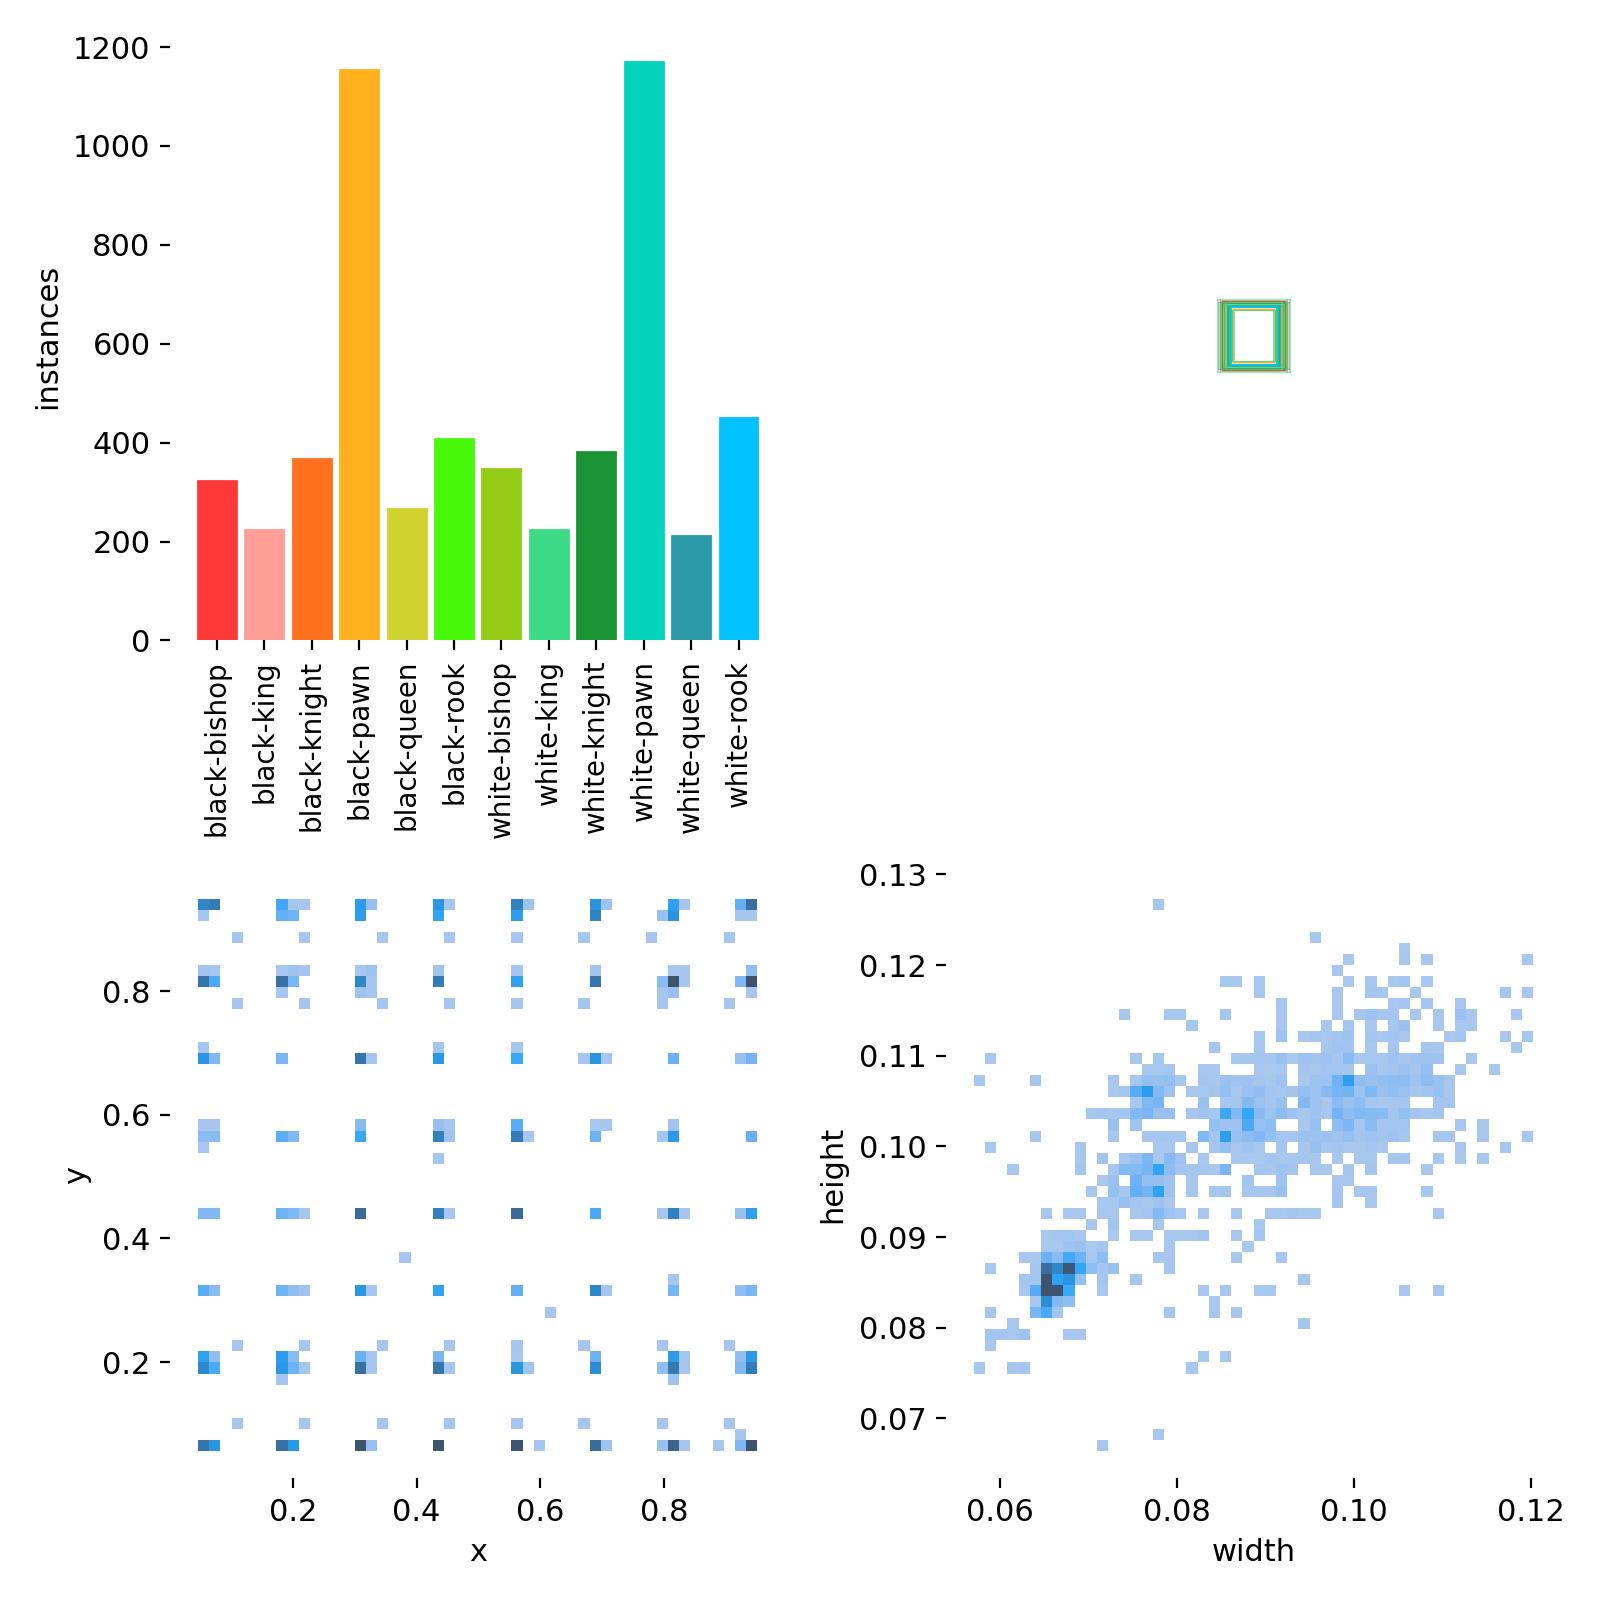 1200
1000
800
600
400
200
0
instances
black-bishop
black-king
black-knight
black-pawn
black-queen
black-rook
white-bishop
white-king
white-knight
white-pawn
white-queen
white-rook
0.8
0.6
0.4
0.2
y
0.2 0.4 0.6 0.8
x
0.13
0.12
0.11
0.10
0.09
0.08
0.07
height
0.06 0.08 0.10 0.12
width